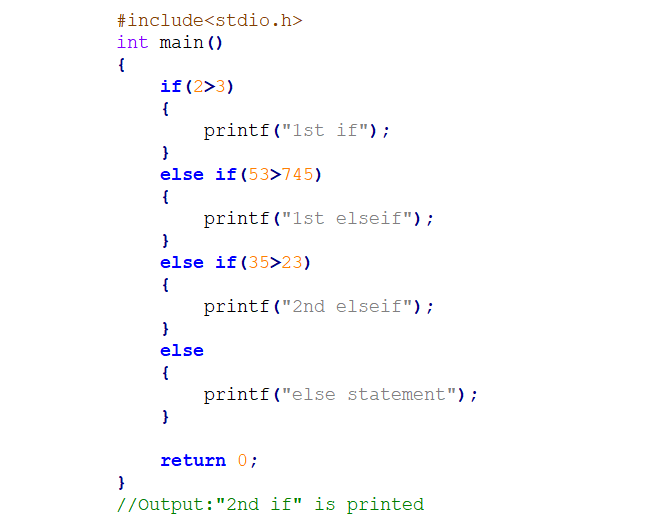 #include<stdio.h>
int main()
{
    if(2>3)
    {
        printf("1st if");
    }
    else if(53>745)
    {
        printf("1st elseif");
    }
    else if(35>23)
    {
        printf("2nd elseif");
    }
    else
    {
        printf("else statement");
    }

    return 0;
}
//Output:"2nd if" is printed